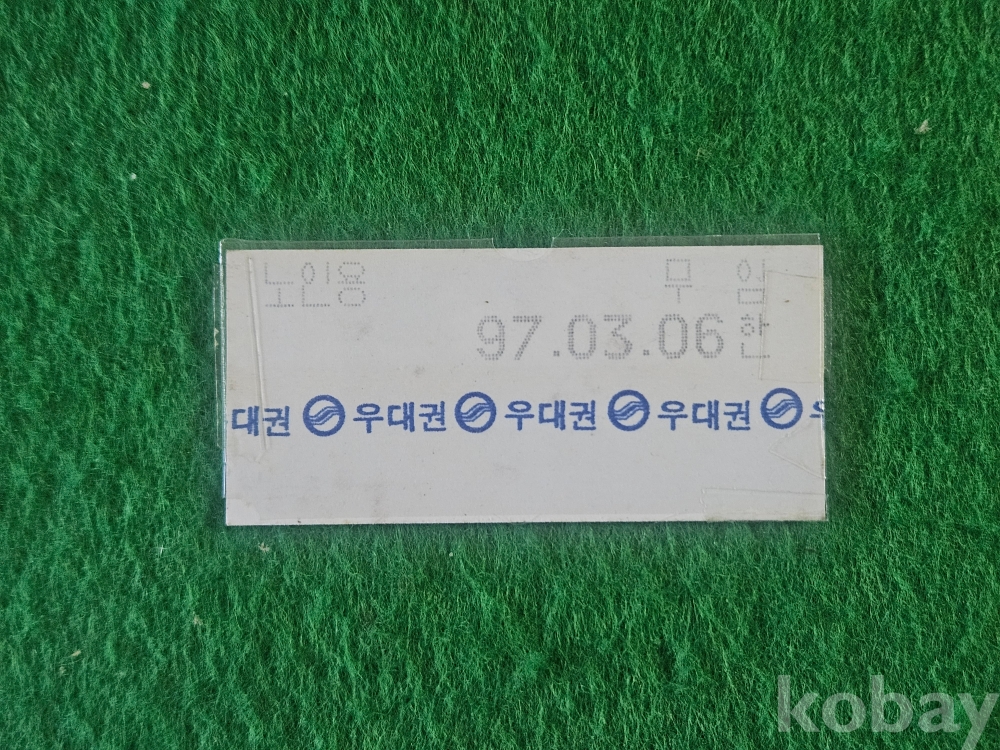 노인용 무임
97.03.06 한
대권 우대권 우대권 우대권 우
kobay